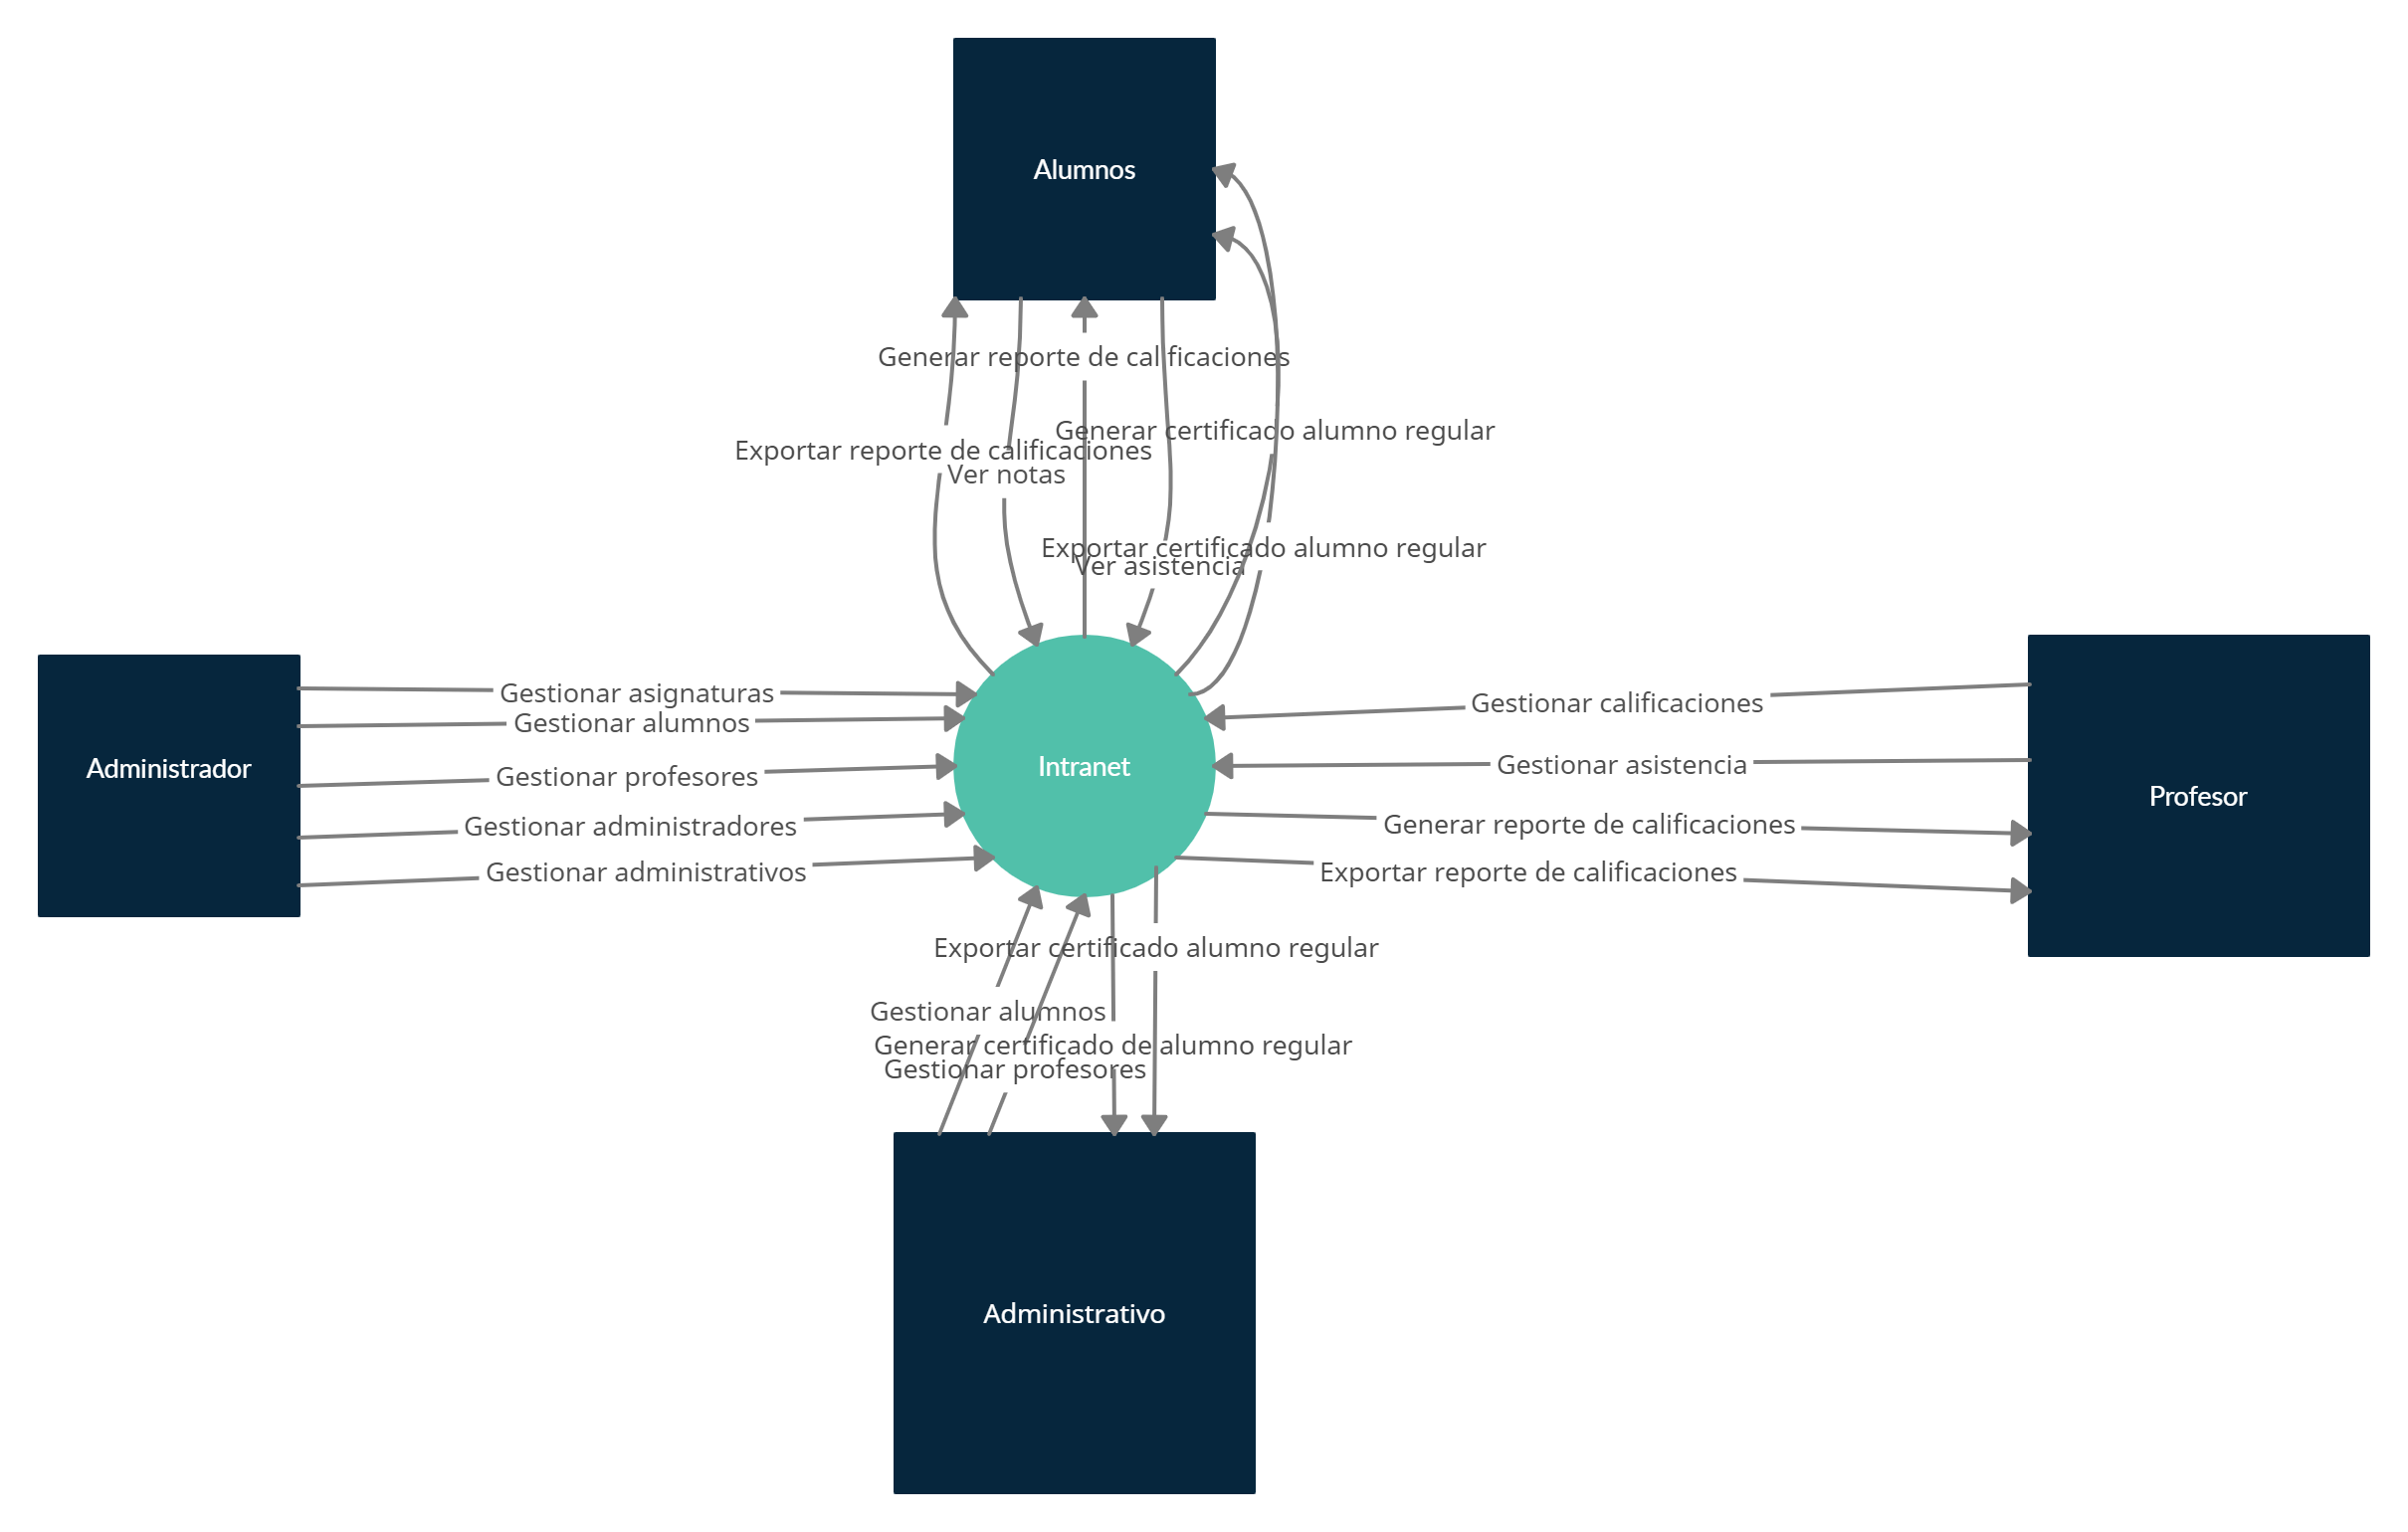 Alumnos
Generar reporte de calificaciones
Generar certificado alumno regular
Exportar reporte de calificaciones
Ver notas
Exportar certificado alumno regular
Ver asistencia
Administrador
Gestionar asignaturas
Gestionar alumnos
Gestionar profesores
Gestionar administradores
Gestionar administrativos
Intranet
Gestionar calificaciones
Gestionar asistencia
Generar reporte de calificaciones
Exportar reporte de calificaciones
Profesor
Exportar certificado alumno regular
Gestionar alumnos
Generar certificado de alumno regular
Gestionar profesores
Administrativo